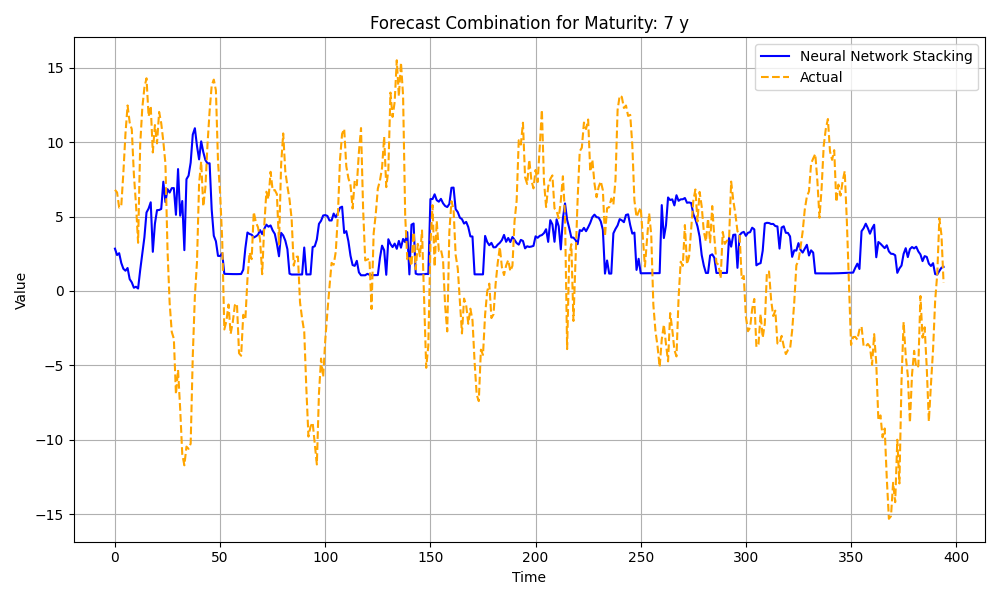 Forecast Combination for Maturity: 7 y
Neural Network Stacking
Actual
Value
15
10
5
0
−5
−10
−15
0 50 100 150 200 250 300 350 400
Time